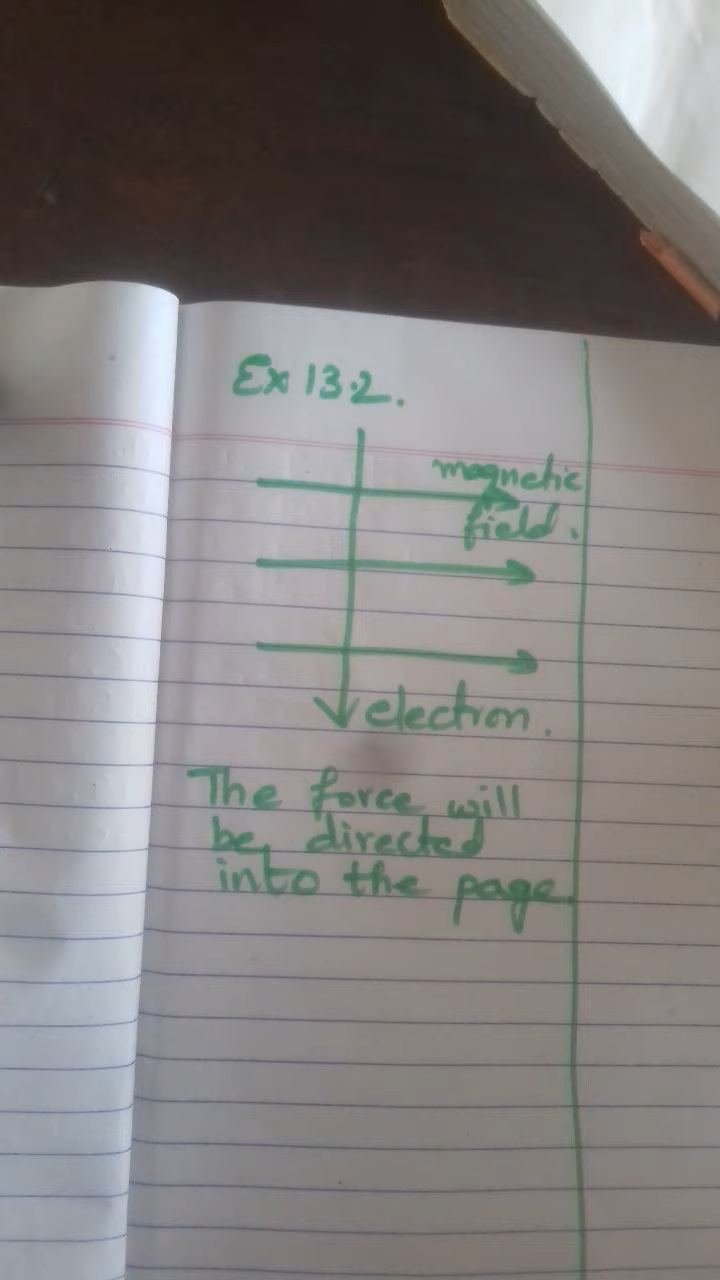 Ex 13.2.
magnetic
field.
electron.
The force will
be directed
into the page.